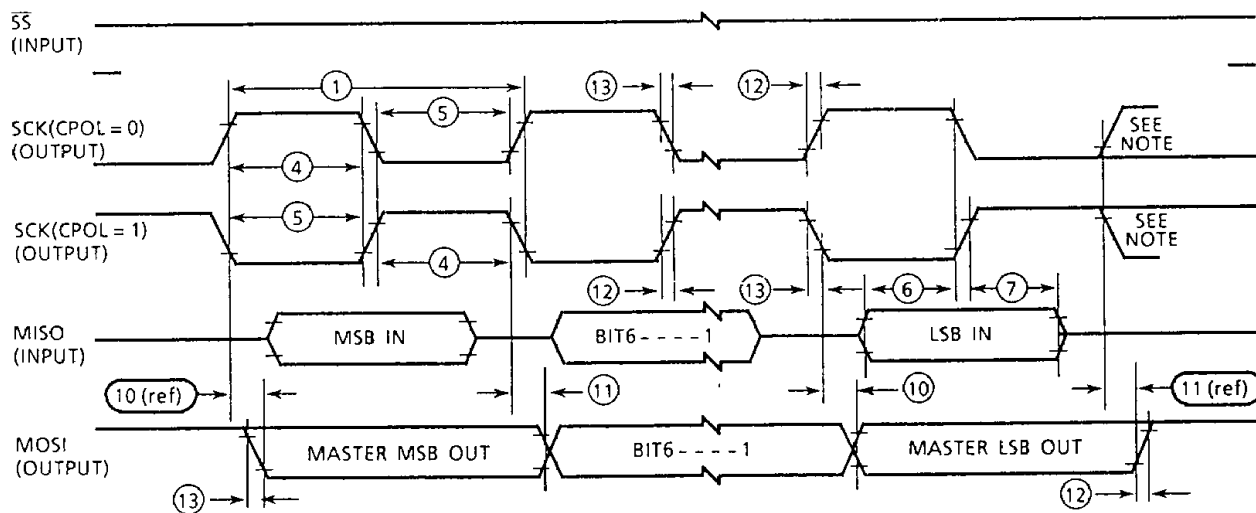 SS
(INPUT)
1
13
12
5
SCK(CPOL = 0)
(OUTPUT)
SEE
NOTE
4
5
SCK(CPOL = 1)
(OUTPUT)
SEE
NOTE
4
12
13
6
7
MISO
(INPUT)
MSB IN
BIT6 - - - - 1
LSB IN
10 (ref)
11
10
11 (ref)
MOSI
(OUTPUT)
MASTER MSB OUT
BIT6 - - - - 1
MASTER LSB OUT
13
12